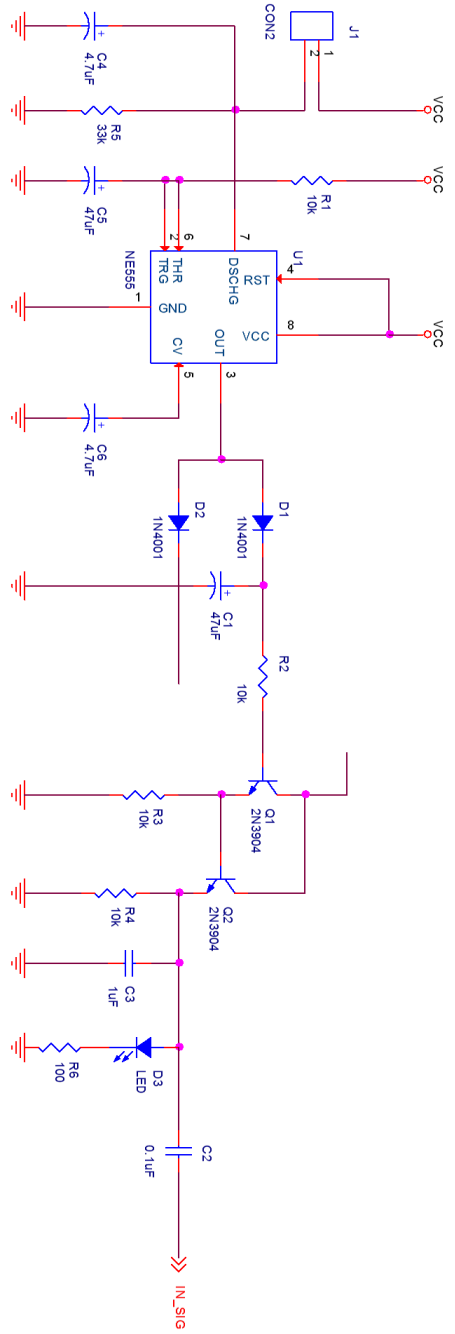 J1
CON2
1
2
VCC
C4
4.7uF
R5
33k
VCC
C5
47uF
R1
10k
7
6
2
U1
NE555
DSCHG
THR
TRG
RST
4
1
GND
VCC
8
VCC
CV
OUT
5
3
C6
4.7uF
D2
1N4001
D1
1N4001
C1
47uF
R2
10k
Q1
2N3904
R3
10k
Q2
2N3904
R4
10k
C3
1uF
D3
LED
R6
100
C2
0.1uF
IN_SIG